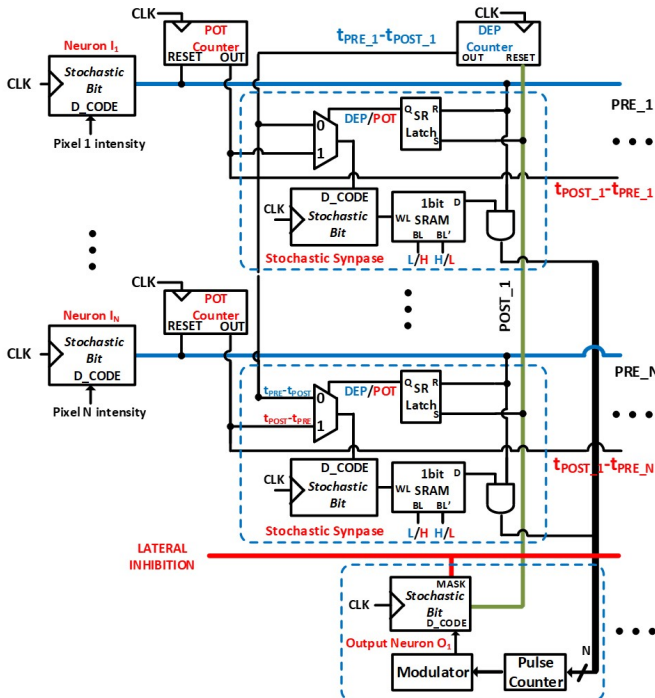 CLK
POT
Counter
RESET OUT
Neuron I1
CLK
Stochastic
Bit
D_CODE
Pixel 1 intensity
tPRE_1-tPOST_1
CLK
DEP
Counter
OUT RESET
PRE_1
0
1
DEP/POT
Q SR R
Latch S
tPOST_1-tPRE_1
D_CODE
CLK
Stochastic
Bit
1bit D
WL SRAM
BL BL'
L/H H/L
Stochastic Synpase
POST_1
CLK
POT
Counter
RESET OUT
Neuron IN
CLK
Stochastic
Bit
D_CODE
Pixel N intensity
PRE_N
tPRE-tPOST 0
tPOST-tPRE 1
DEP/POT
Q SR R
Latch S
tPOST_1-tPRE_N
D_CODE
CLK
Stochastic
Bit
1bit D
WL SRAM
BL BL'
L/H H/L
Stochastic Synpase
LATERAL
INHIBITION
MASK
CLK
Stochastic
Bit
D_CODE
Output Neuron O1
Modulator
Pulse
Counter
N